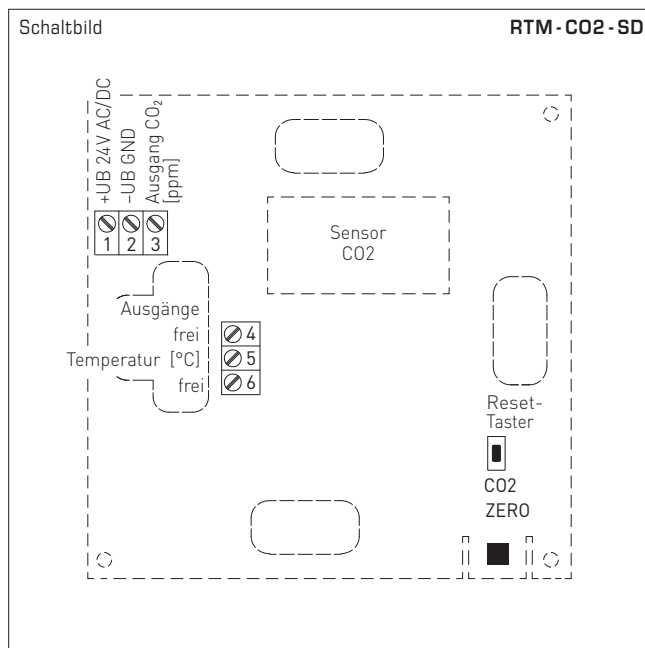 Schaltbild
RTM-CO2-SD
+UB 24V AC/DC
–UB GND
Ausgang CO₂
[ppm]
1 2 3
Sensor
CO2
Ausgänge
frei 4
Temperatur [°C] 5
frei 6
Reset-
Taster
CO2
ZERO